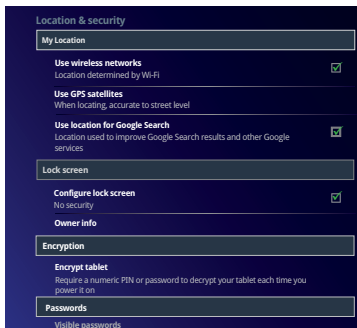 Location & security
My Location
Use wireless networks
Location determined by Wi-Fi
Use GPS satellites
When locating, accurate to street level
Use location for Google Search
Location used to improve Google Search results and other Google
services
Lock screen
Configure lock screen
No security
Owner info
Encryption
Encrypt tablet
Require a numeric PIN or password to decrypt your tablet each time you
power it on
Passwords
Visible passwords